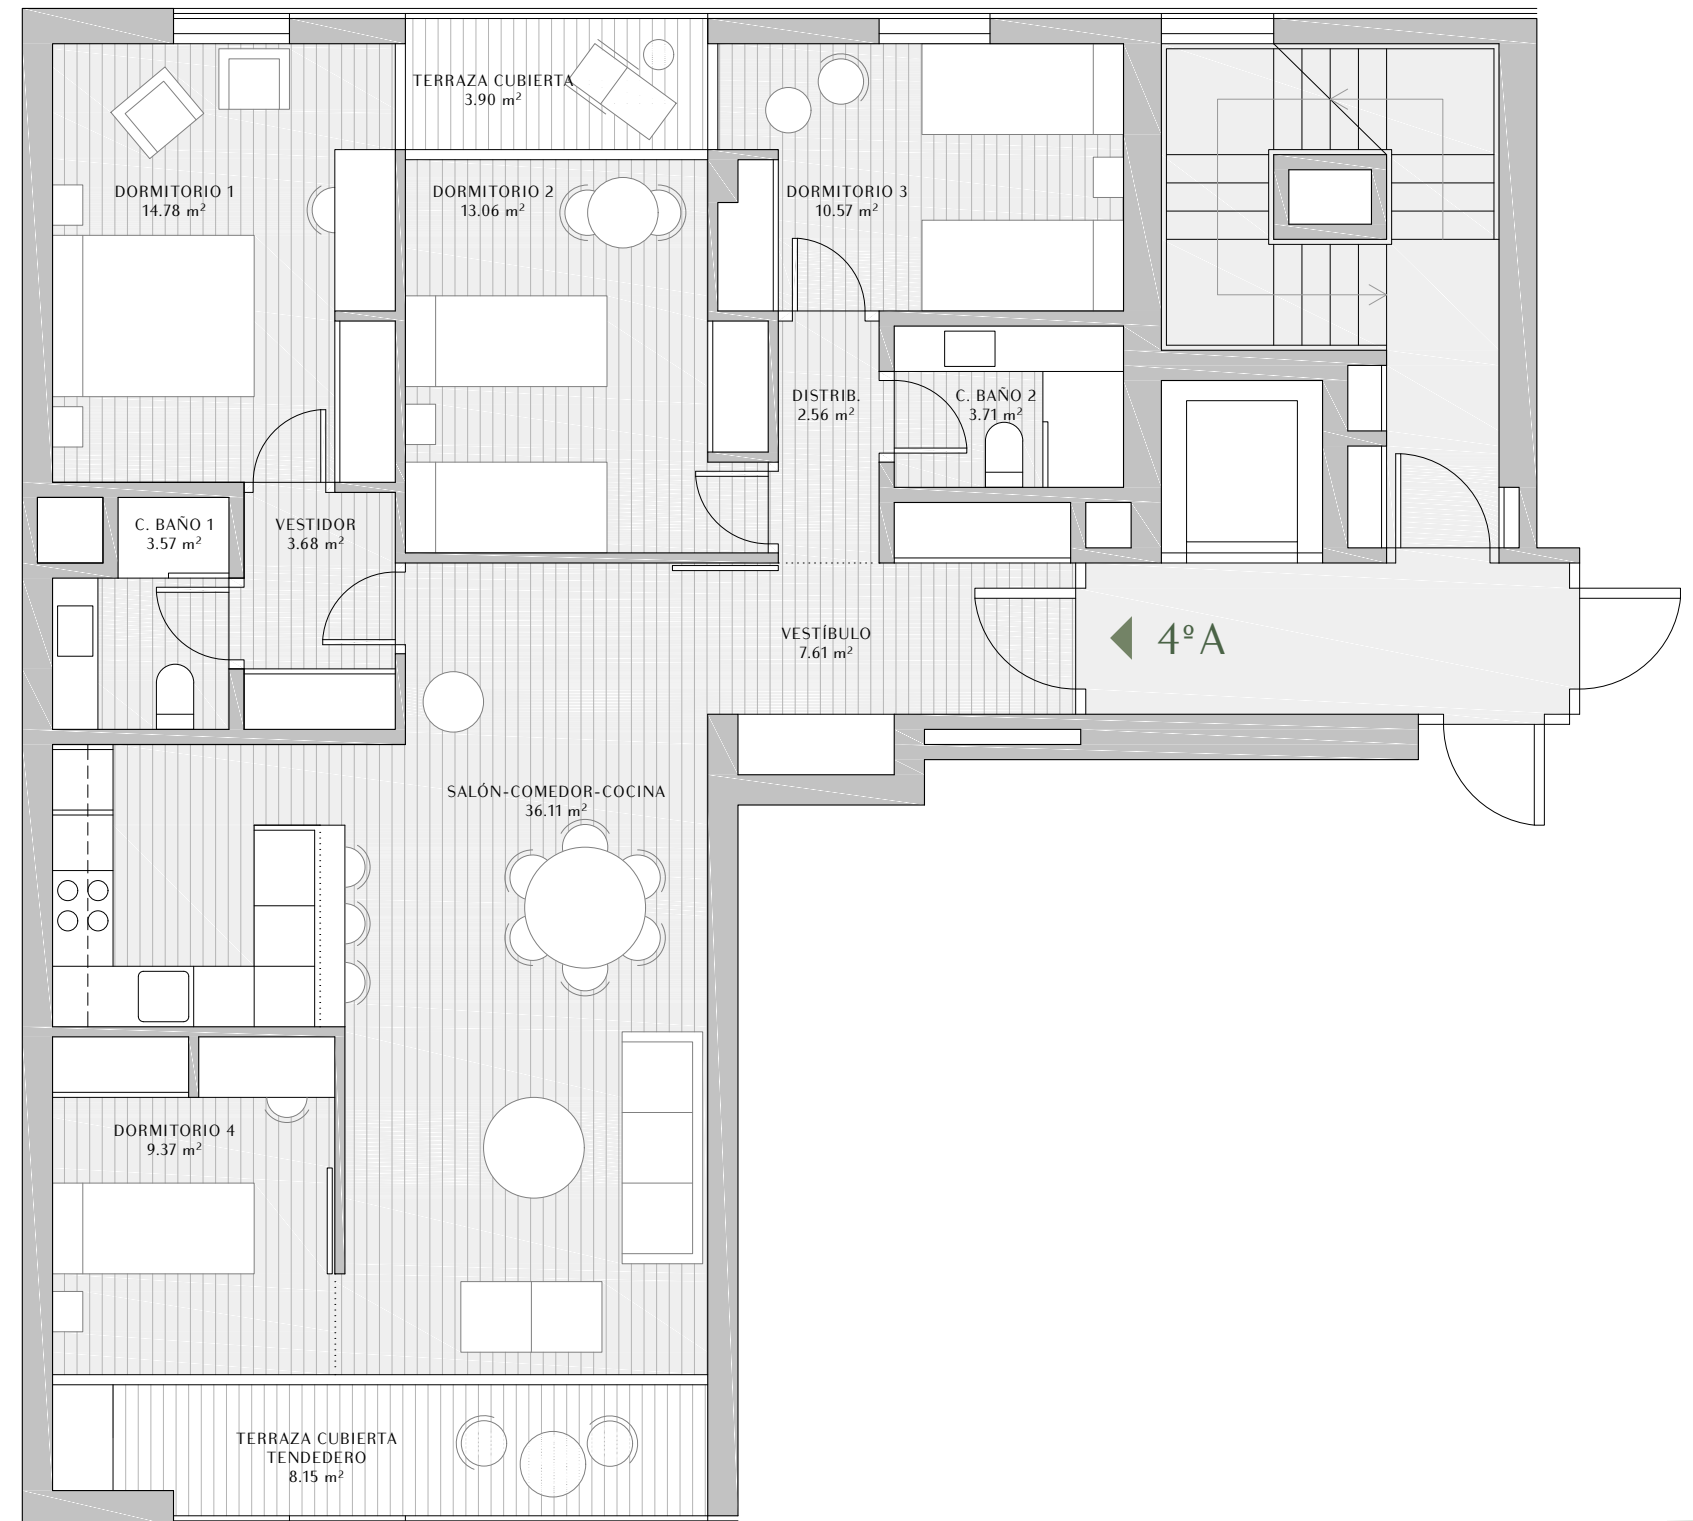 TERRAZA CUBIERTA
3.90 m²
DORMITORIO 1
14.78 m²
DORMITORIO 2
13.06 m²
DORMITORIO 3
10.57 m²
DISTRIB.
2.56 m²
C. BAÑO 2
3.71 m²
C. BAÑO 1
3.57 m²
VESTIDOR
3.68 m²
VESTÍBULO
7.61 m²
4ºA
SALÓN-COMEDOR-COCINA
36.11 m²
DORMITORIO 4
9.37 m²
TERRAZA CUBIERTA
TENDEDERO
8.15 m²